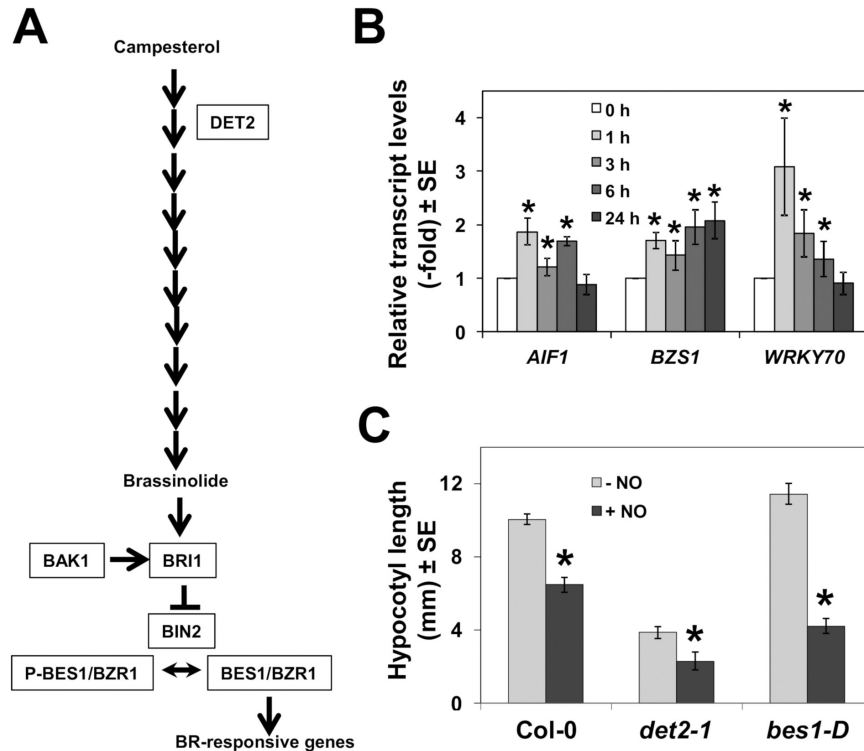 A
Campesterol
DET2
Brassinolide
BAK1
BRI1
BIN2
P-BES1/BZR1
BES1/BZR1
BR-responsive genes
B
Relative transcript levels
(-fold) ± SE
4
3
2
1
0
0 h
1 h
3 h
6 h
24 h
*
*
*
*
*
*
*
*
*
*
AIF1
BZS1
WRKY70
C
Hypocotyl length
(mm) ± SE
12
8
4
0
- NO
+ NO
*
*
*
Col-0
det2-1
bes1-D